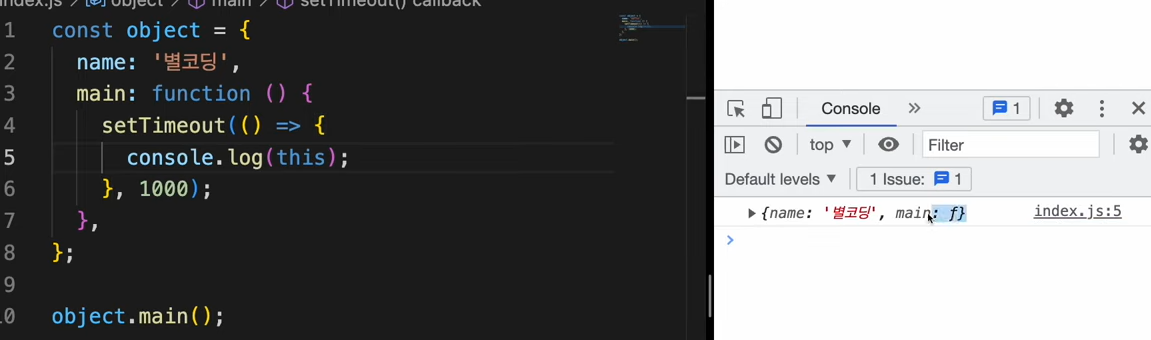 index.js > object > main > setTimeout() callback
1 const object = {
2 name: '별코딩',
3 main: function () {
4 setTimeout(() => {
5 console.log(this);
6 }, 1000);
7 },
8 };
9
10 object.main();
Console » 1
top ▼ Filter
Default levels ▼ 1 Issue: 1
▶{name: '별코딩', main: ƒ} index.js:5
>